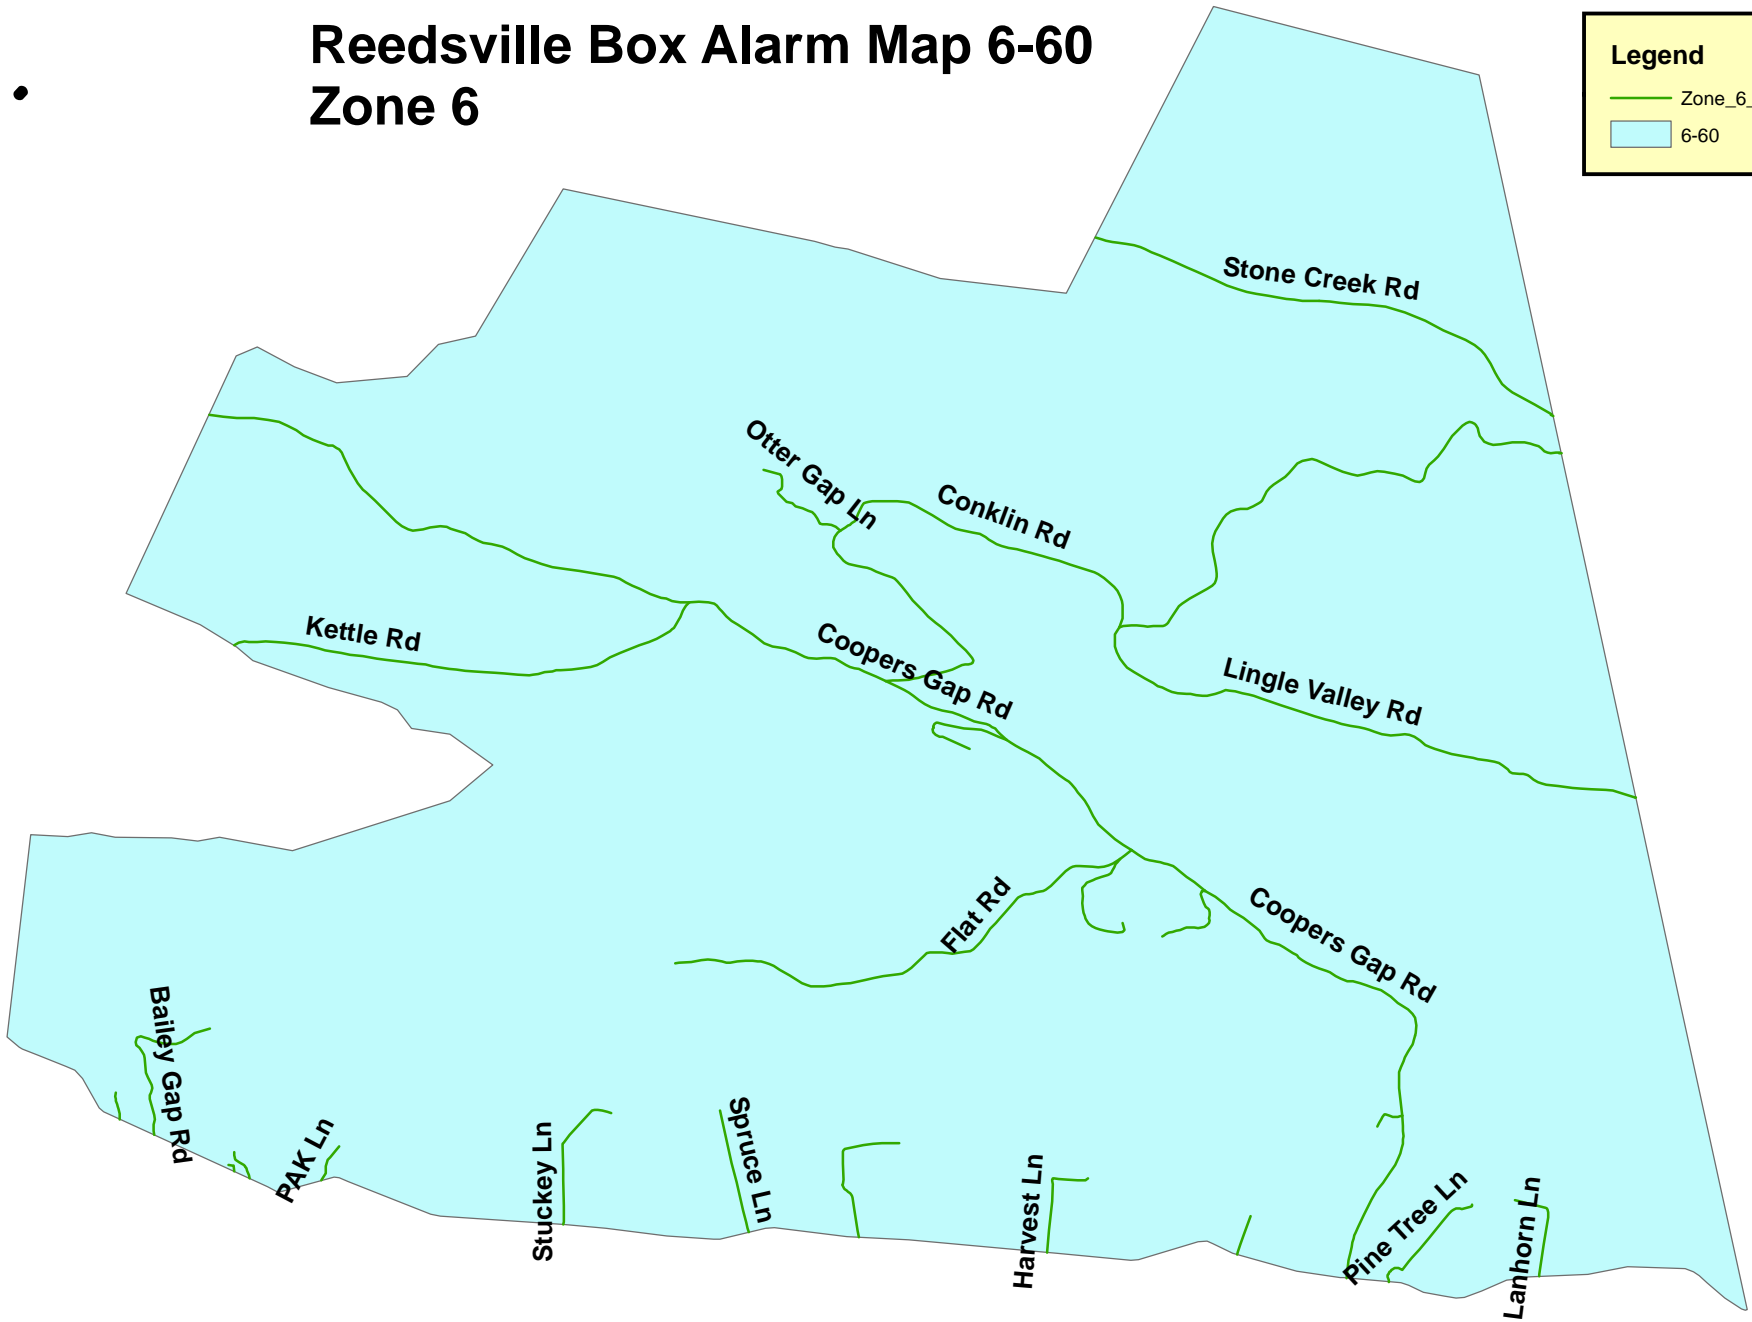 Reedsville Box Alarm Map 6-60
Zone 6
Legend
Zone_6_
6-60
Stone Creek Rd
Otter Gap Ln
Conklin Rd
Kettle Rd
Coopers Gap Rd
Lingle Valley Rd
Flat Rd
Coopers Gap Rd
Bailey Gap Rd
PAK Ln
Stuckey Ln
Spruce Ln
Harvest Ln
Pine Tree Ln
Lanhorn Ln